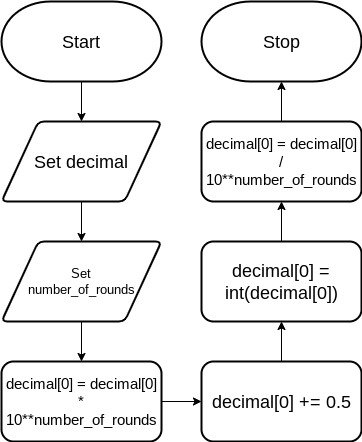 Start
Set decimal
Set
number_of_rounds
decimal[0] = decimal[0]
*
10**number_of_rounds
decimal[0] += 0.5
decimal[0] =
int(decimal[0])
decimal[0] = decimal[0]
/
10**number_of_rounds
Stop